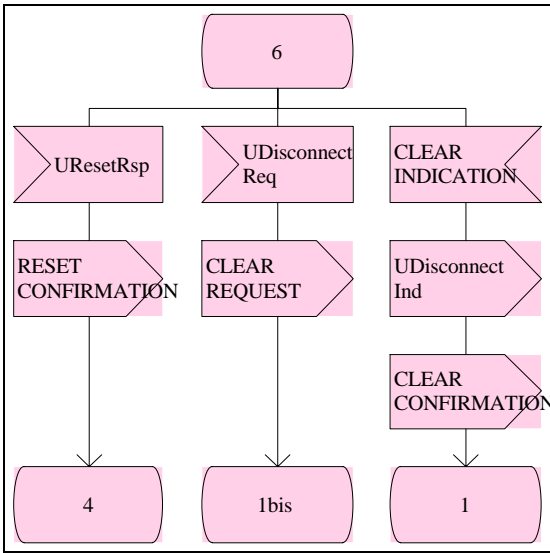 6
UResetRsp
UDisconnect
Req
CLEAR
INDICATION
RESET
CONFIRMATION
CLEAR
REQUEST
UDisconnect
Ind
CLEAR
CONFIRMATION
4
1bis
1